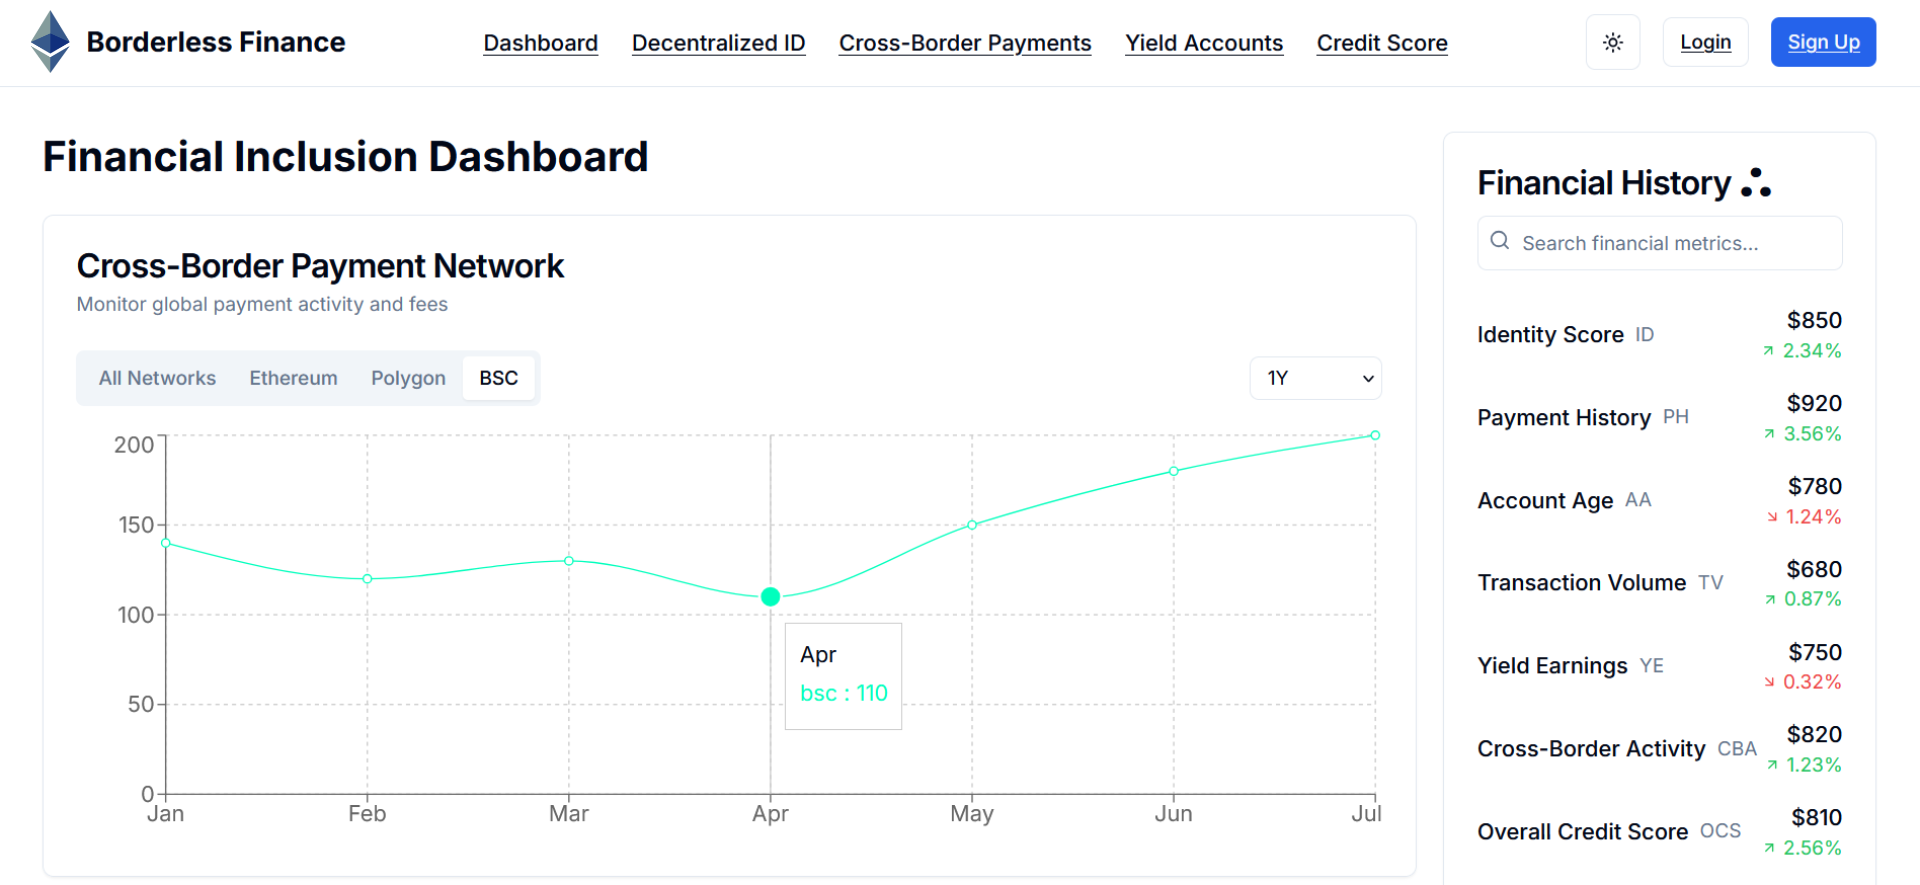 Borderless Finance
Dashboard
Decentralized ID
Cross-Border Payments
Yield Accounts
Credit Score
Login
Sign Up
Financial Inclusion Dashboard
Cross-Border Payment Network
Monitor global payment activity and fees
All Networks
Ethereum
Polygon
BSC
1Y
200
150
100
50
0
Jan
Feb
Mar
Apr
May
Jun
Jul
Apr
bsc : 110
Financial History
Search financial metrics...
Identity Score ID
$850
2.34%
Payment History PH
$920
3.56%
Account Age AA
$780
1.24%
Transaction Volume TV
$680
0.87%
Yield Earnings YE
$750
0.32%
Cross-Border Activity CBA
$820
1.23%
Overall Credit Score OCS
$810
2.56%